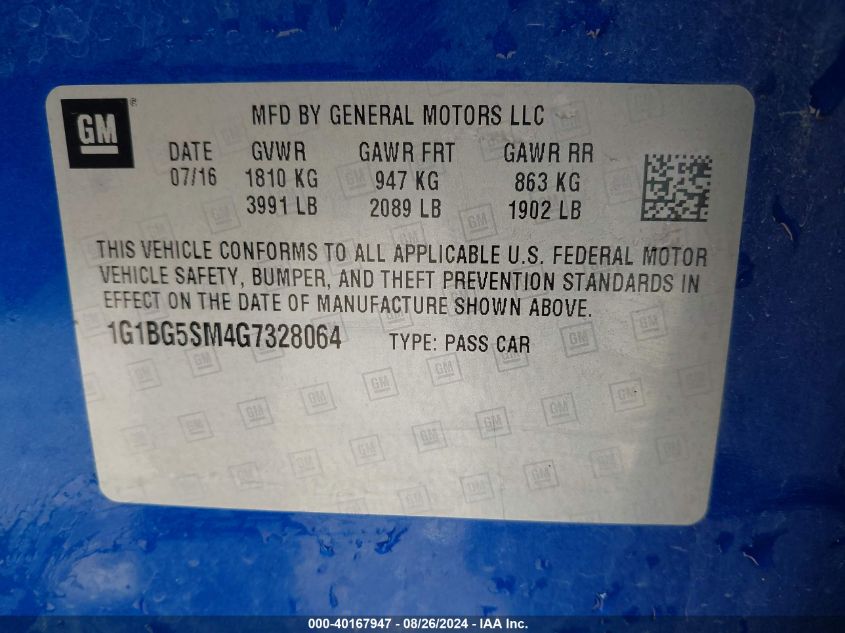 GM ®
MFD BY GENERAL MOTORS LLC
DATE GVWR GAWR FRT GAWR RR
07/16 1810 KG 947 KG 863 KG
3991 LB 2089 LB 1902 LB
THIS VEHICLE CONFORMS TO ALL APPLICABLE U.S. FEDERAL MOTOR
VEHICLE SAFETY, BUMPER, AND THEFT PREVENTION STANDARDS IN
EFFECT ON THE DATE OF MANUFACTURE SHOWN ABOVE.
1G1BG5SM4G7328064 TYPE: PASS CAR
000-40167947 - 08/26/2024 - IAA Inc.